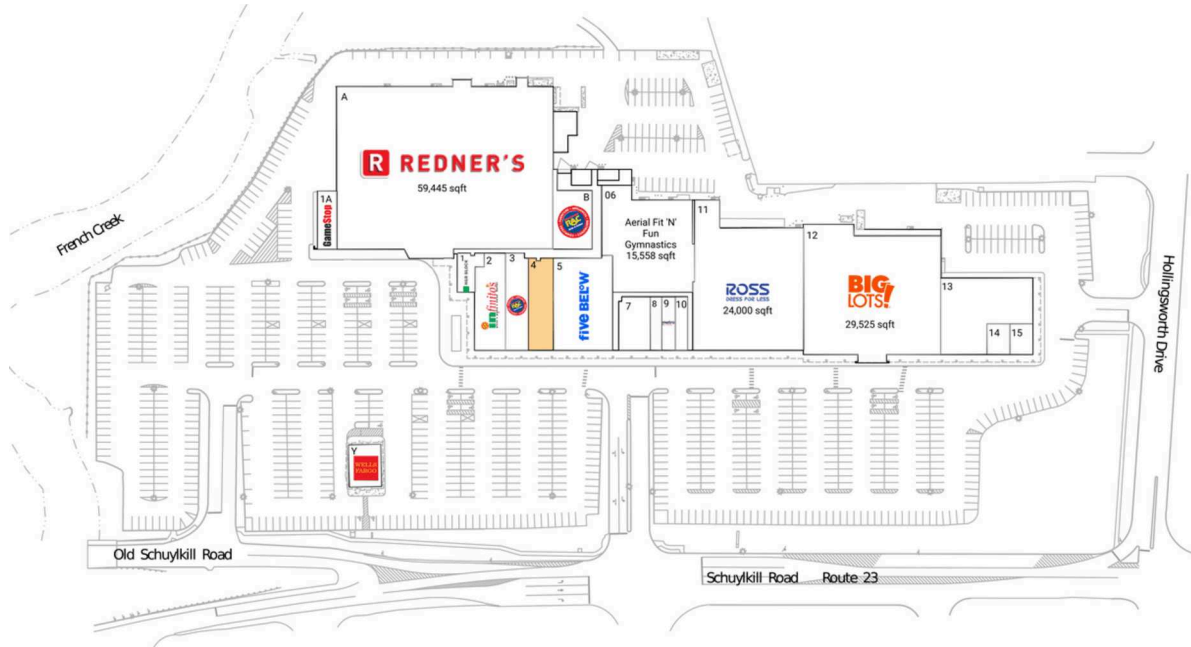 A
R REDNER'S
59,445 sqft
1A
GameStop
B
06
Aerial Fit 'N'
Fun
Gymnastics
15,558 sqft
11
ROSS
DRESS FOR LESS
24,000 sqft
12
BIG
LOTS!
29,525 sqft
13
14
15
1
2
infinito's
3
4
5
five BELOW
7
8
9
10
Y
WELLS
FARGO
French Creek
Hollingsworth Drive
Old Schuylkill Road
Schuylkill Road Route 23